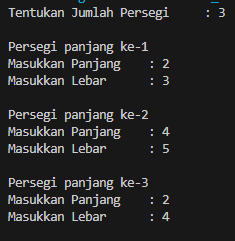 Tentukan Jumlah Persegi     : 3
Persegi panjang ke-1
Masukkan Panjang    : 2
Masukkan Lebar      : 3
Persegi panjang ke-2
Masukkan Panjang    : 4
Masukkan Lebar      : 5
Persegi panjang ke-3
Masukkan Panjang    : 2
Masukkan Lebar      : 4